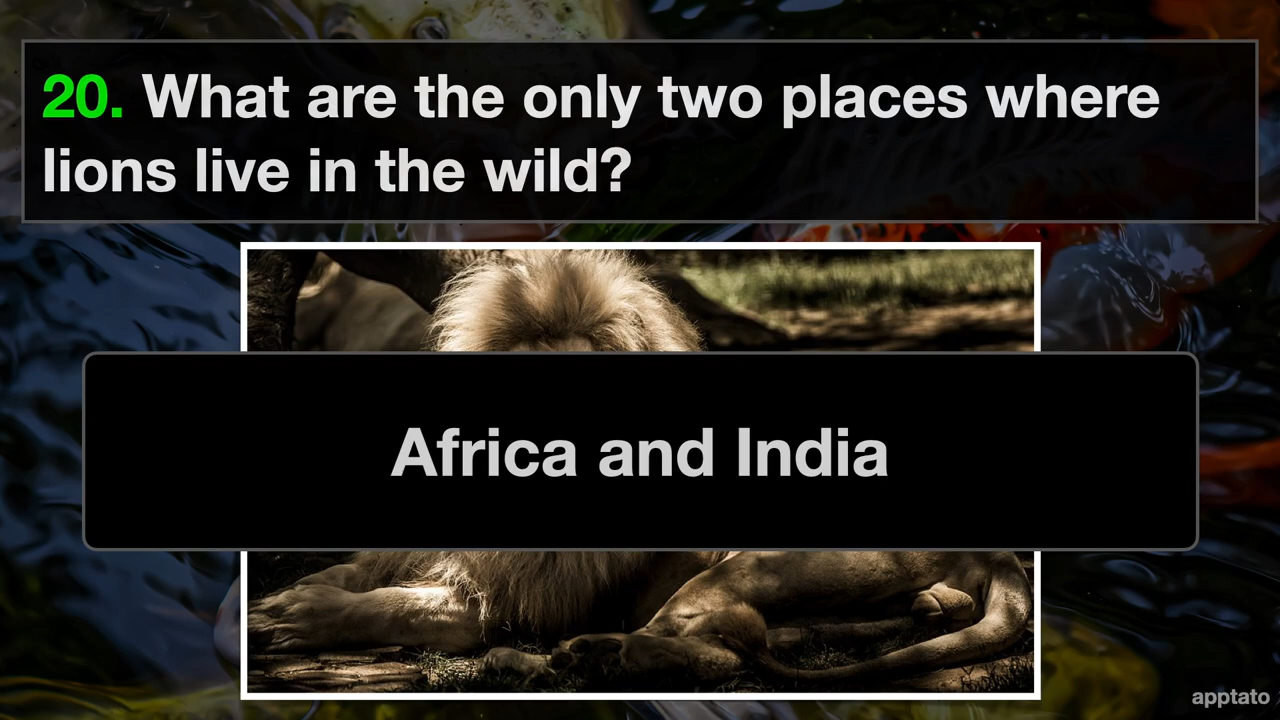 20. What are the only two places where
lions live in the wild?
Africa and India
apptato